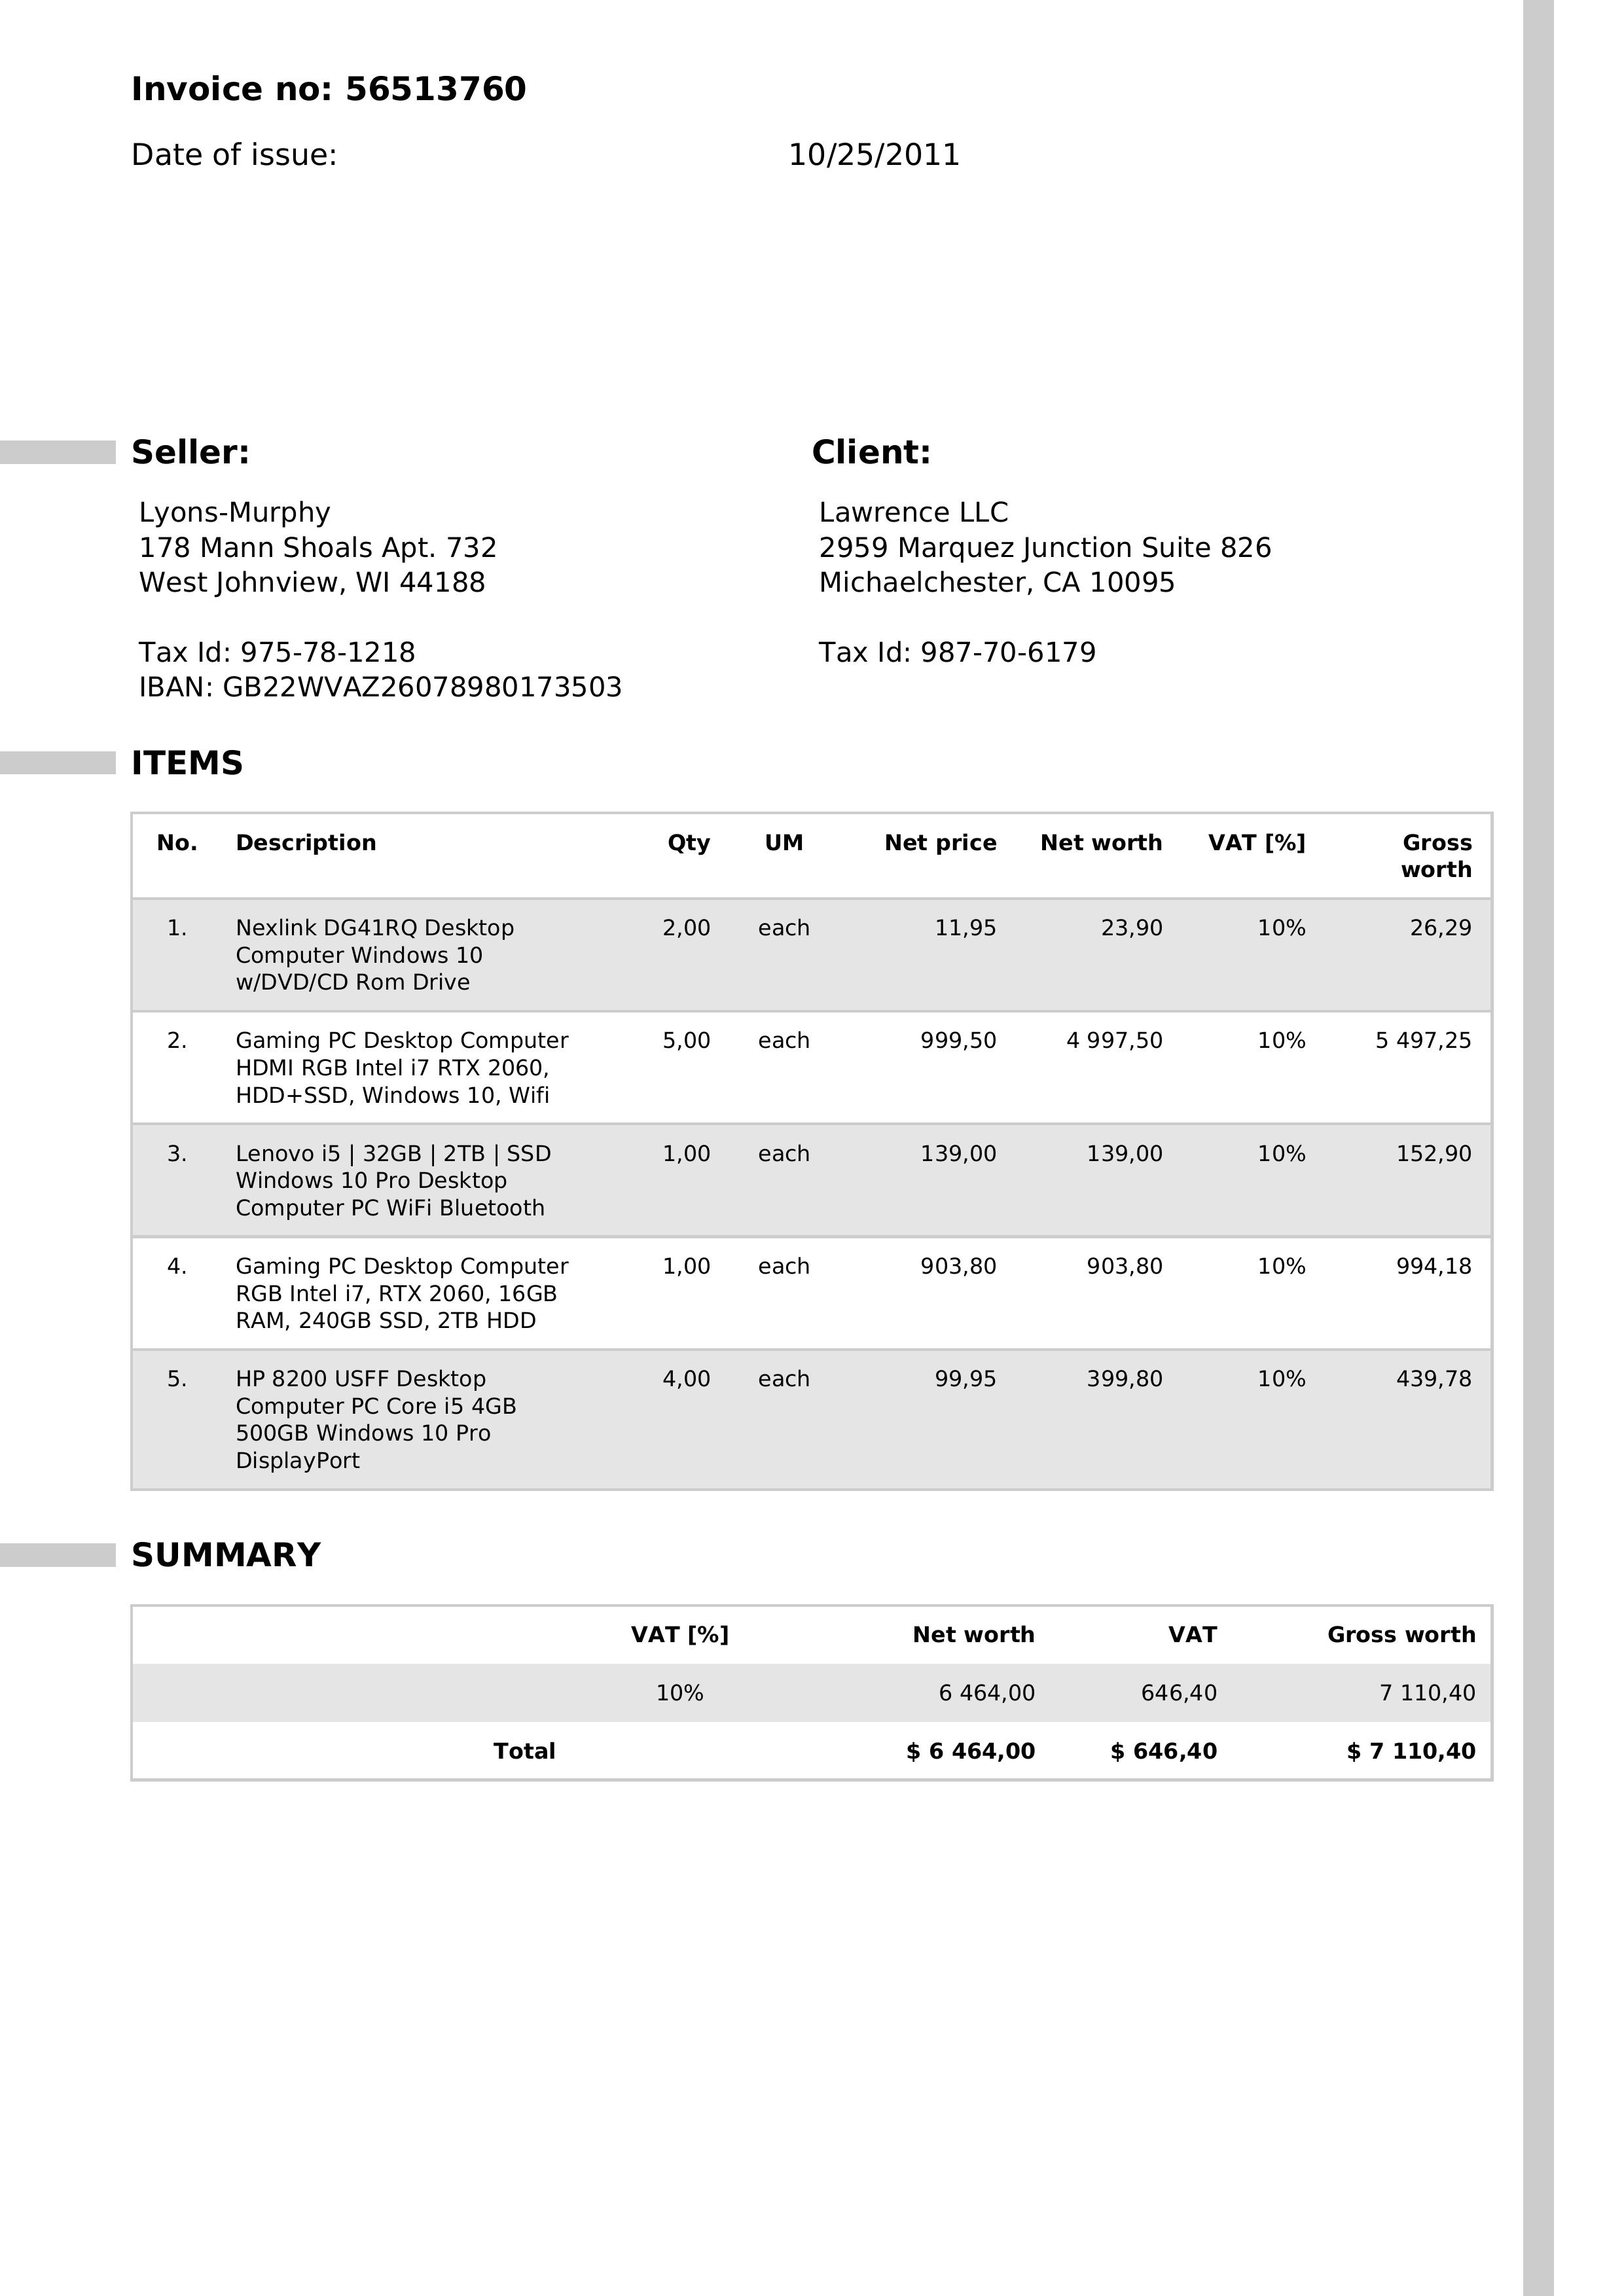 Invoice no: 56513760
Date of issue: 10/25/2011
Seller:
Lyons-Murphy
178 Mann Shoals Apt. 732
West Johnview, WI 44188
Tax Id: 975-78-1218
IBAN: GB22WVAZ26078980173503
Client:
Lawrence LLC
2959 Marquez Junction Suite 826
Michaelchester, CA 10095
Tax Id: 987-70-6179
ITEMS
No. Description Qty UM Net price Net worth VAT [%] Gross
worth
1. Nexlink DG41RQ Desktop 2,00 each 11,95 23,90 10% 26,29
Computer Windows 10
w/DVD/CD Rom Drive
2. Gaming PC Desktop Computer 5,00 each 999,50 4 997,50 10% 5 497,25
HDMI RGB Intel i7 RTX 2060,
HDD+SSD, Windows 10, Wifi
3. Lenovo i5 | 32GB | 2TB | SSD 1,00 each 139,00 139,00 10% 152,90
Windows 10 Pro Desktop
Computer PC WiFi Bluetooth
4. Gaming PC Desktop Computer 1,00 each 903,80 903,80 10% 994,18
RGB Intel i7, RTX 2060, 16GB
RAM, 240GB SSD, 2TB HDD
5. HP 8200 USFF Desktop 4,00 each 99,95 399,80 10% 439,78
Computer PC Core i5 4GB
500GB Windows 10 Pro
DisplayPort
SUMMARY
VAT [%] Net worth VAT Gross worth
10% 6 464,00 646,40 7 110,40
Total $ 6 464,00 $ 646,40 $ 7 110,40